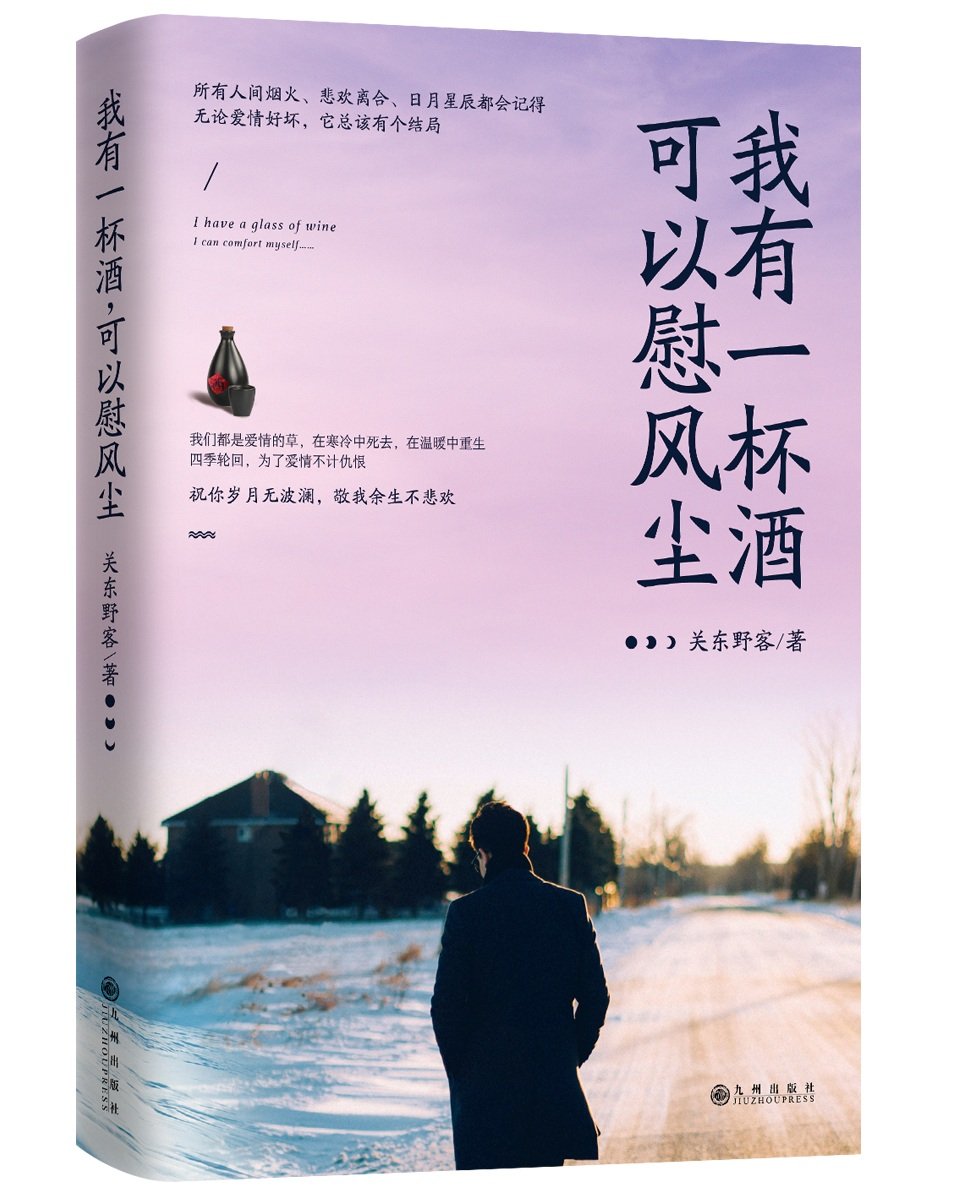 我有一杯酒，可以慰风尘
关东野客/著
九州出版社
JIUZHOUPRESS
所有人间烟火、悲欢离合、日月星辰都会记得
无论爱情好坏，它总该有个结局
/
I have a glass of wine
I can comfort myself……
酒
我们都是爱情的草，在寒冷中死去，在温暖中重生
四季轮回，为了爱情不计仇恨
祝你岁月无波澜，敬我余生不悲欢
我有一杯酒
可以慰风尘
关东野客/著
九州出版社
JIUZHOUPRESS